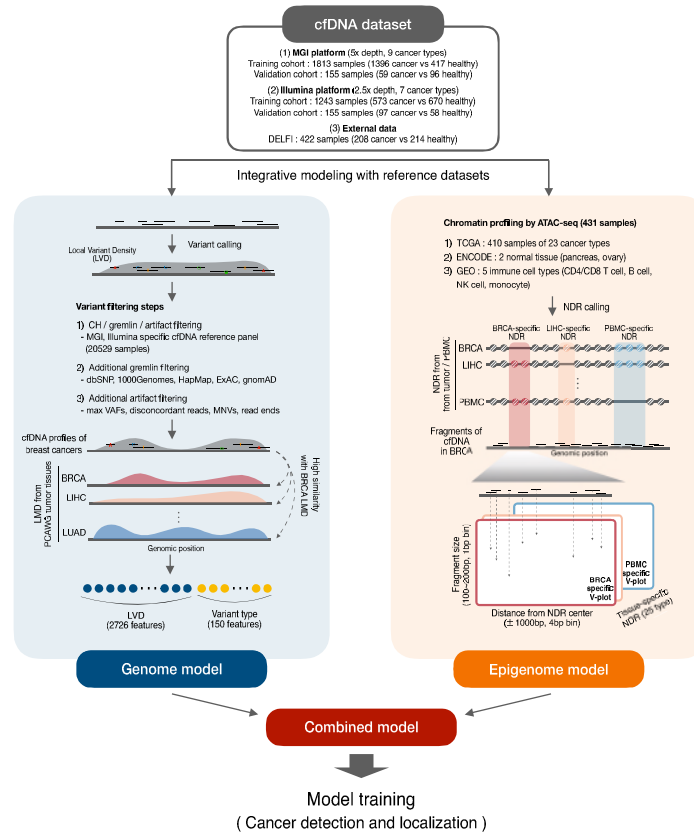 cfDNA dataset
(1) MGI platform (5x depth, 9 cancer types)
Training cohort : 1813 samples (1396 cancer vs 417 healthy)
Validation cohort : 155 samples (59 cancer vs 96 healthy)
(2) Illumina platform (2.5x depth, 7 cancer types)
Training cohort : 1243 samples (573 cancer vs 670 healthy)
Validation cohort : 155 samples (97 cancer vs 58 healthy)
(3) External data
DELFI : 422 samples (208 cancer vs 214 healthy)
Integrative modeling with reference datasets
Variant calling
Local Variant Density
(LVD)
Variant filtering steps
1) CH / gremlin / artifact filtering
- MGI, Illumina specific cfDNA reference panel
(20529 samples)
2) Additional gremlin filtering
- dbSNP, 1000Genomes, HapMap, ExAC, gnomAD
3) Additional artifact filtering
- max VAFs, disconcordant reads, MNVs, read ends
cfDNA profiles of
breast cancers
LMD from
PCAWG tumor tissues
BRCA
LIHC
LUAD
High similarity
with BRCA LMD
Genomic position
LVD
(2726 features)
Variant type
(150 features)
Genome model
Chromatin profiling by ATAC-seq (431 samples)
1) TCGA : 410 samples of 23 cancer types
2) ENCODE : 2 normal tissue (pancreas, ovary)
3) GEO : 5 immune cell types (CD4/CD8 T cell, B cell,
NK cell, monocyte)
NDR calling
BRCA-specific
NDR
LIHC-specific
NDR
PBMC-specific
NDR
NDR from
from tumor / PBMC
BRCA
LIHC
PBMC
Fragments of
cfDNA
in BRCA
Genomic position
Fragment size
(100~200bp, 1bp bin)
BRCA
specific
V-plot
PBMC
specific
V-plot
Tissue-specific
NDR (25 type)
Distance from NDR center
(± 1000bp, 4bp bin)
Epigenome model
Combined model
Model training
( Cancer detection and localization )